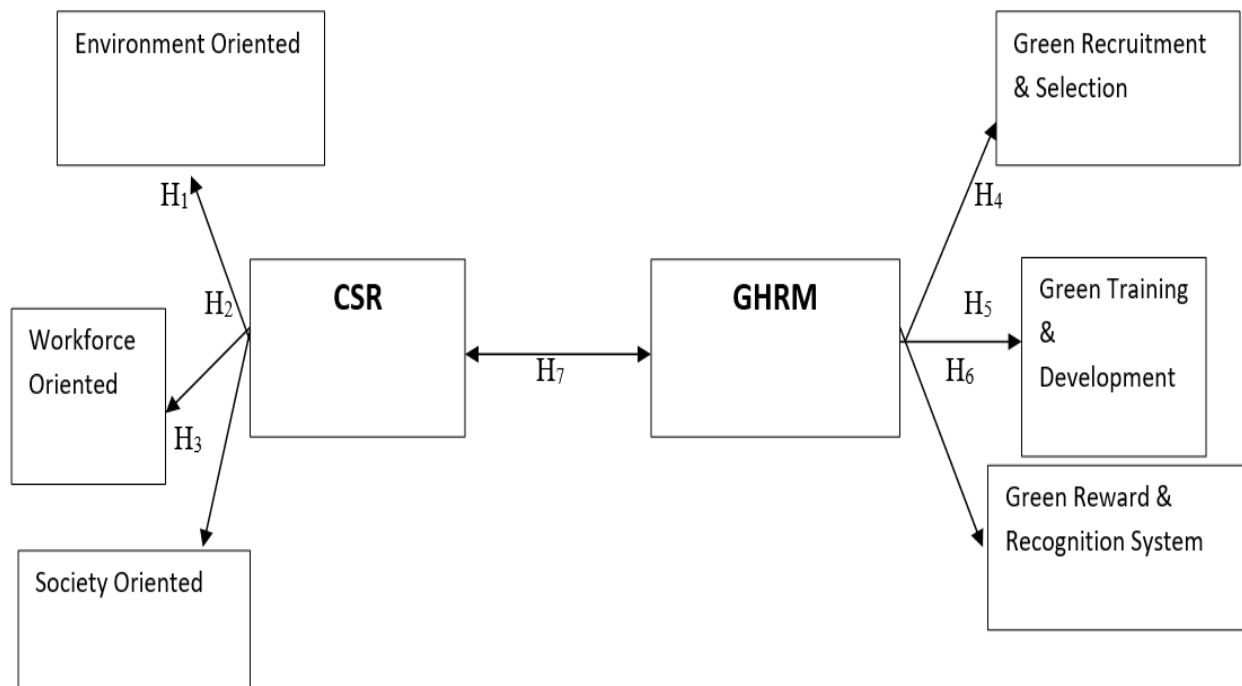 Environment Oriented
Green Recruitment
& Selection
H₁
H₄
CSR
GHRM
H₂
Workforce
Oriented
H₃
H₇
H₅
H₆
Green Training
&
Development
Society Oriented
Green Reward &
Recognition System